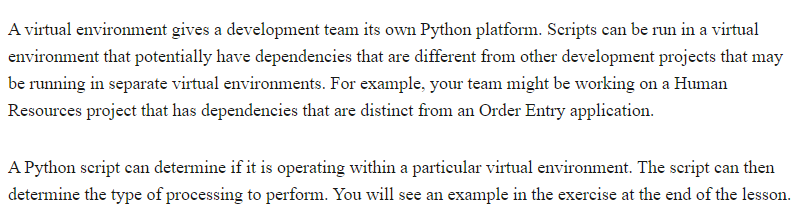 A virtual environment gives a development team its own Python platform. Scripts can be run in a virtual
environment that potentially have dependencies that are different from other development projects that may
be running in separate virtual environments. For example, your team might be working on a Human
Resources project that has dependencies that are distinct from an Order Entry application.
A Python script can determine if it is operating within a particular virtual environment. The script can then
determine the type of processing to perform. You will see an example in the exercise at the end of the lesson.